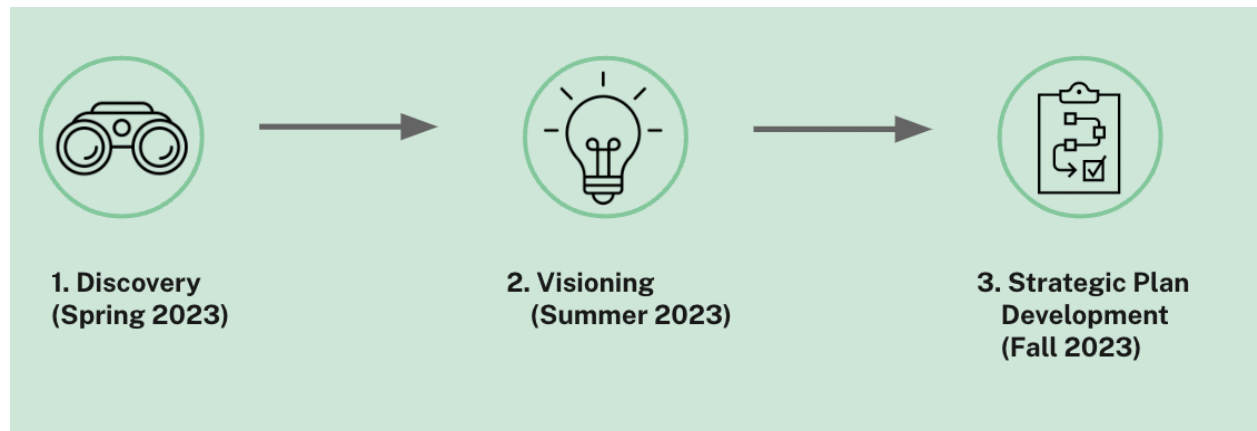 1. Discovery
(Spring 2023)
2. Visioning
(Summer 2023)
3. Strategic Plan
Development
(Fall 2023)